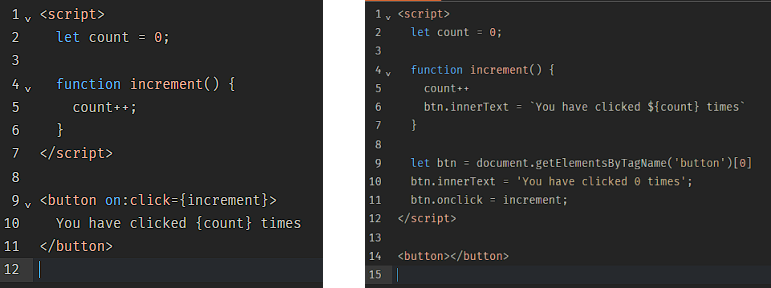 1 <script>
2 let count = 0;
3
4 function increment() {
5 count++;
6 }
7 </script>
8
9 <button on:click={increment}>
10 You have clicked {count} times
11 </button>
12
1 <script>
2 let count = 0;
3
4 function increment() {
5 count++
6 btn.innerText = `You have clicked ${count} times`
7 }
8
9 let btn = document.getElementsByTagName('button')[0]
10 btn.innerText = 'You have clicked 0 times';
11 btn.onclick = increment;
12 </script>
13
14 <button></button>
15